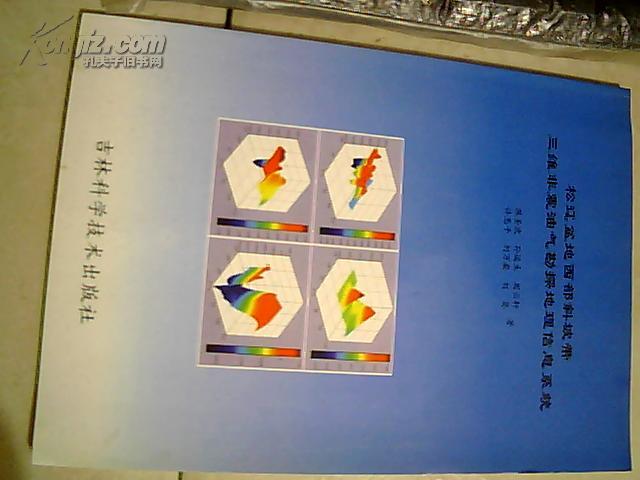 松辽盆地西部斜坡带
三维非震油气勘探地理信息系统
著
吉林科学技术出版社
Kongfz.com
孔夫子旧书网